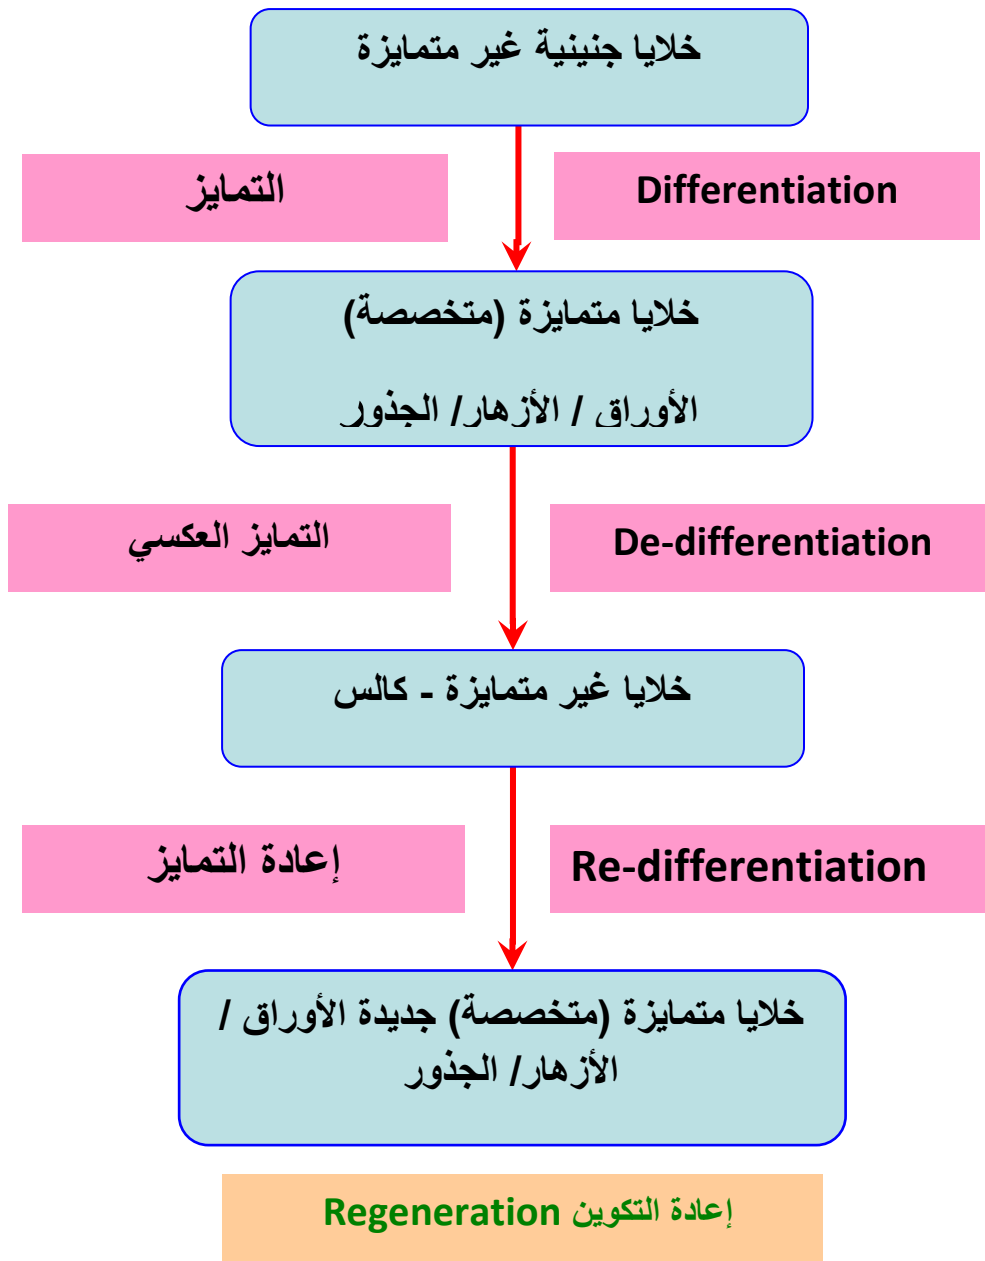 خلايا جنينية غير متمايزة
التمايز
Differentiation
خلايا متمايزة (متخصصة)
الأوراق / الأزهار/ الجذور
التمايز العكسي
De-differentiation
خلايا غير متمايزة - كالس
إعادة التمايز
Re-differentiation
خلايا متمايزة (متخصصة) جديدة الأوراق /
الأزهار/ الجذور
إعادة التكوين Regeneration